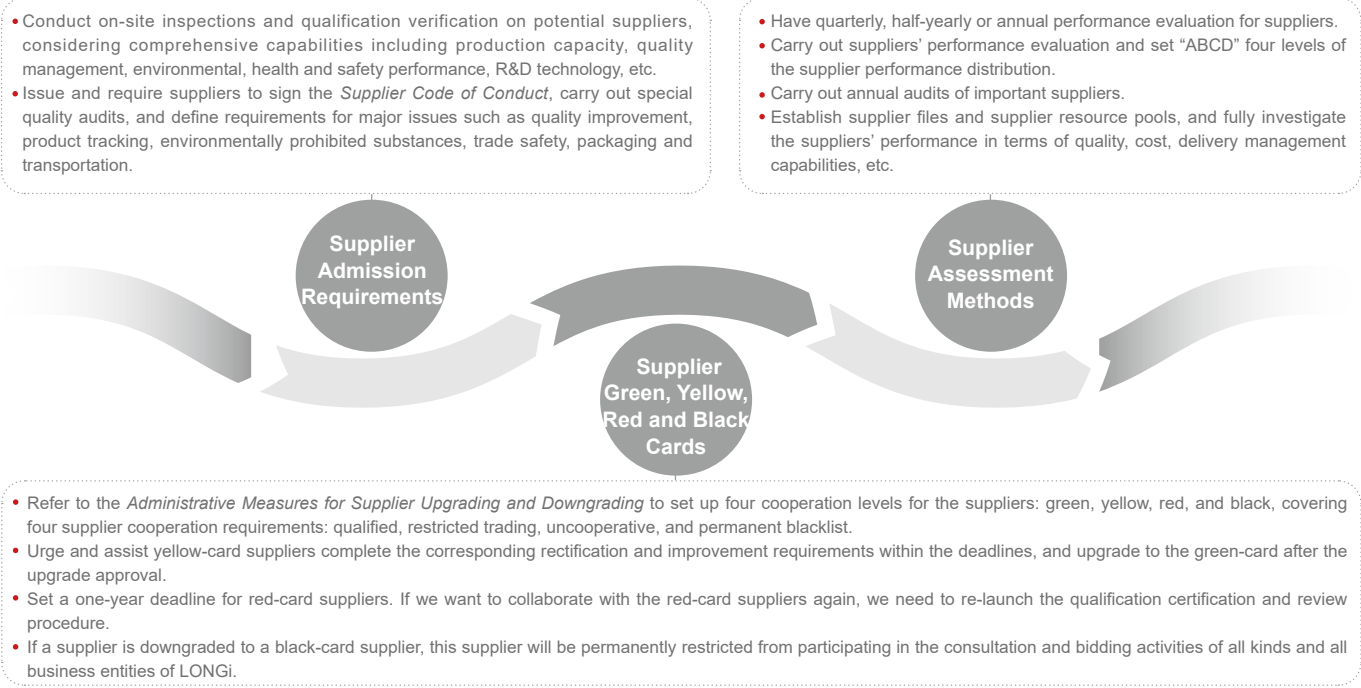 • Conduct on-site inspections and qualification verification on potential suppliers,
considering comprehensive capabilities including production capacity, quality
management, environmental, health and safety performance, R&D technology, etc.
• Issue and require suppliers to sign the Supplier Code of Conduct, carry out special
quality audits, and define requirements for major issues such as quality improvement,
product tracking, environmentally prohibited substances, trade safety, packaging and
transportation.
• Have quarterly, half-yearly or annual performance evaluation for suppliers.
• Carry out suppliers’ performance evaluation and set “ABCD” four levels of
the supplier performance distribution.
• Carry out annual audits of important suppliers.
• Establish supplier files and supplier resource pools, and fully investigate
the suppliers’ performance in terms of quality, cost, delivery management
capabilities, etc.
Supplier
Admission
Requirements
Supplier
Green, Yellow,
Red and Black
Cards
Supplier
Assessment
Methods
• Refer to the Administrative Measures for Supplier Upgrading and Downgrading to set up four cooperation levels for the suppliers: green, yellow, red, and black, covering
four supplier cooperation requirements: qualified, restricted trading, uncooperative, and permanent blacklist.
• Urge and assist yellow-card suppliers complete the corresponding rectification and improvement requirements within the deadlines, and upgrade to the green-card after the
upgrade approval.
• Set a one-year deadline for red-card suppliers. If we want to collaborate with the red-card suppliers again, we need to re-launch the qualification certification and review
procedure.
• If a supplier is downgraded to a black-card supplier, this supplier will be permanently restricted from participating in the consultation and bidding activities of all kinds and all
business entities of LONGi.